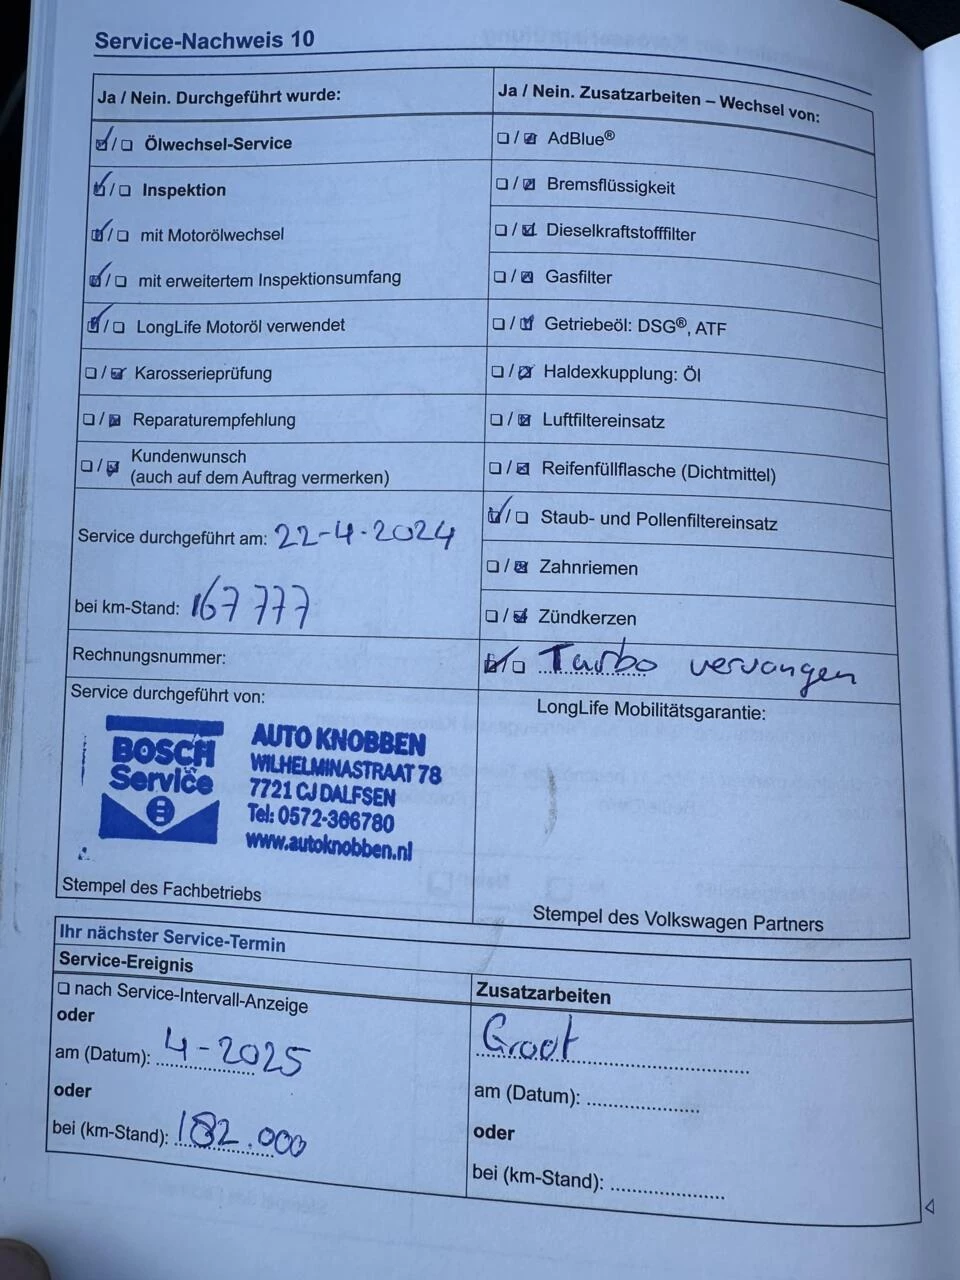 Service-Nachweis 10
Ja / Nein. Durchgeführt wurde:
☑/☐ Ölwechsel-Service
☑/☐ Inspektion
☑/☐ mit Motorölwechsel
☑/☐ mit erweitertem Inspektionsumfang
☑/☐ LongLife Motoröl verwendet
☐/☑ Karosserieprüfung
☐/☑ Reparaturempfehlung
☐/☑ Kundenwunsch
(auch auf dem Auftrag vermerken)
Service durchgeführt am: 22-4-2024
bei km-Stand: 167 777
Rechnungsnummer:
Service durchgeführt von:
BOSCH
Service
AUTO KNOBBEN
WILHELMINASTRAAT 78
7721 CJ DALFSEN
Tel: 0572-366780
www.autoknobben.nl
Stempel des Fachbetriebs
Ja / Nein. Zusatzarbeiten – Wechsel von:
☐/☑ AdBlue®
☐/☑ Bremsflüssigkeit
☐/☑ Dieselkraftstofffilter
☐/☑ Gasfilter
☐/☑ Getriebeöl: DSG®, ATF
☐/☑ Haldexkupplung: Öl
☐/☑ Luftfiltereinsatz
☐/☑ Reifenfüllflasche (Dichtmittel)
☑/☐ Staub- und Pollenfiltereinsatz
☐/☑ Zahnriemen
☐/☑ Zündkerzen
☑/☐ Turbo vervangen
LongLife Mobilitätsgarantie:
Stempel des Volkswagen Partners
Ihr nächster Service-Termin
Service-Ereignis
☐ nach Service-Intervall-Anzeige
oder
am (Datum): 4-2025
oder
bei (km-Stand): 182.000
Zusatzarbeiten
Groot
am (Datum): ....................
oder
bei (km-Stand): ....................